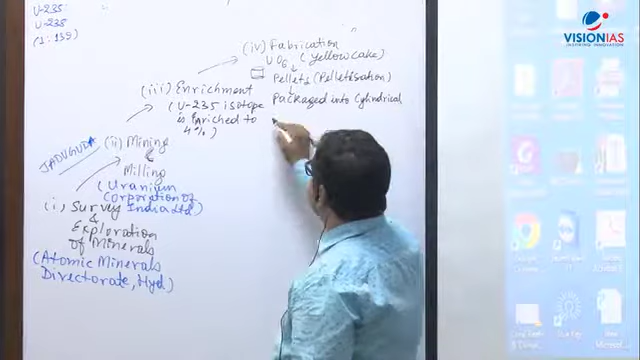 U-235:
U-238
(1:139)
(iv) Fabrication
UO6 (yellow cake)
↓
Pellets (Pelletisation)
↓
Packaged into Cylindrical
(iii) Enrichment
(U-235 isotope
is Enriched to
4%)
JADUGUDA
(ii) Mining
&
Milling
(Uranium
Corporation of
India Ltd)
(i) Survey
&
Exploration
of Minerals
(Atomic Minerals
Directorate, Hyd)
VISIONIAS
INSPIRING INNOVATION